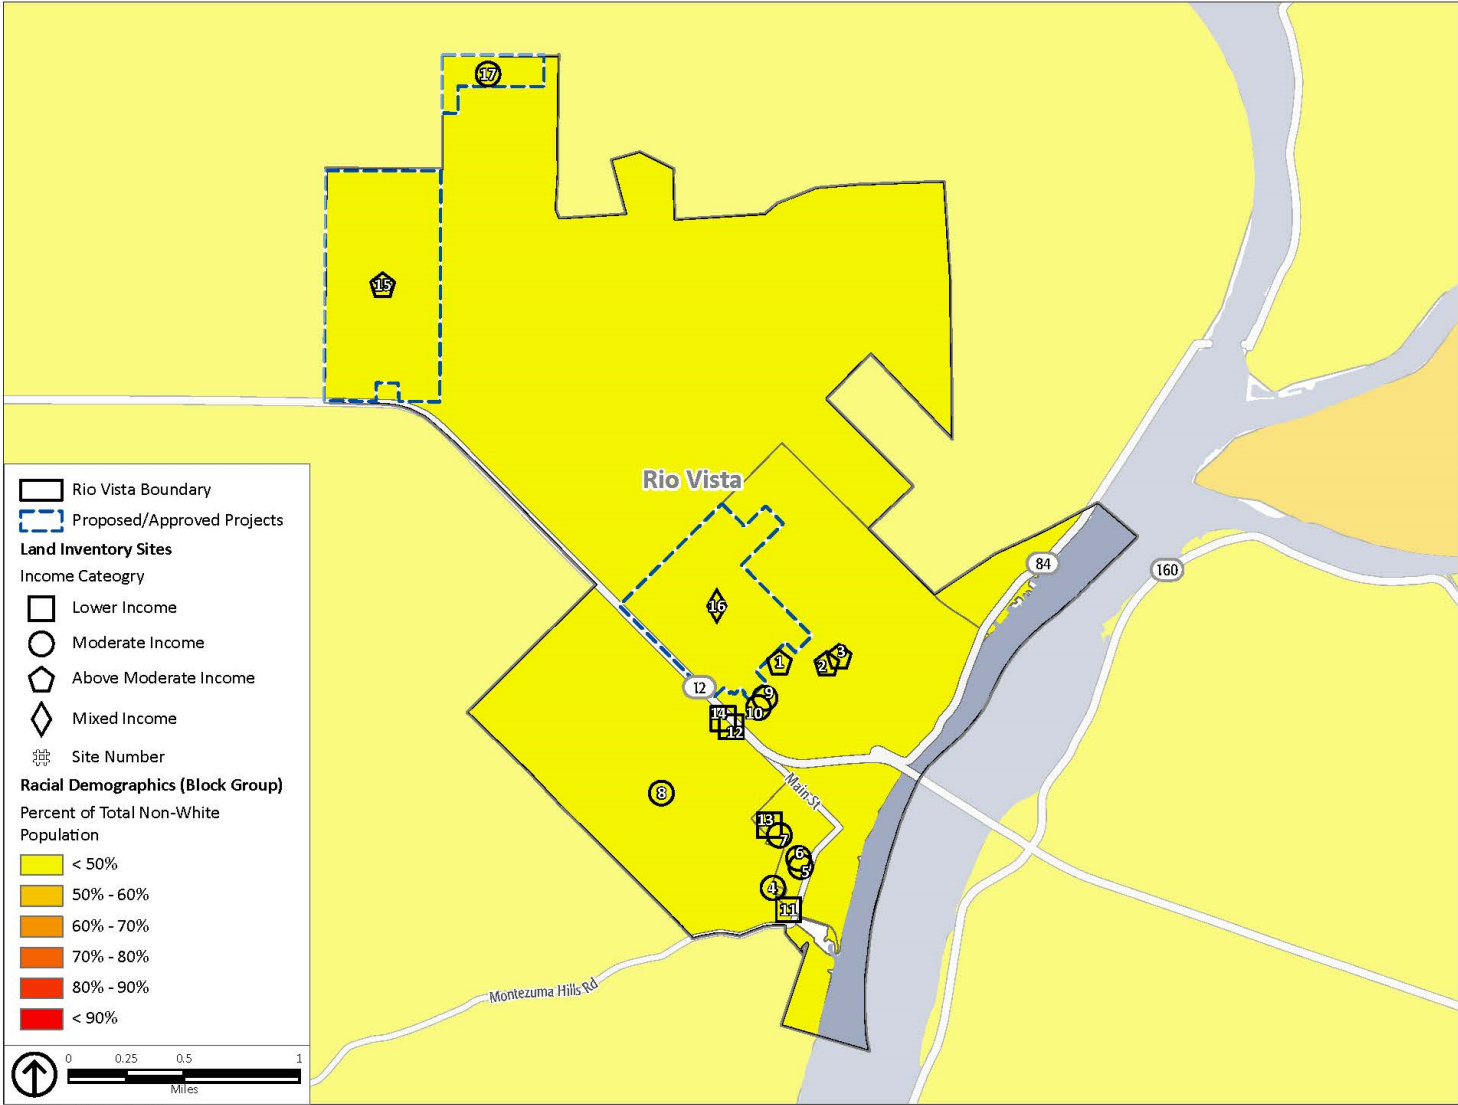 17
15
Rio Vista
84
160
16
1
2
3
12
9
10
14
12
8
Main St
13
7
6
5
4
11
Montezuma Hills Rd
Rio Vista Boundary
Proposed/Approved Projects
Land Inventory Sites
Income Cateogry
Lower Income
Moderate Income
Above Moderate Income
Mixed Income
# Site Number
Racial Demographics (Block Group)
Percent of Total Non-White
Population
< 50%
50% - 60%
60% - 70%
70% - 80%
80% - 90%
< 90%
0 0.25 0.5 1
Miles